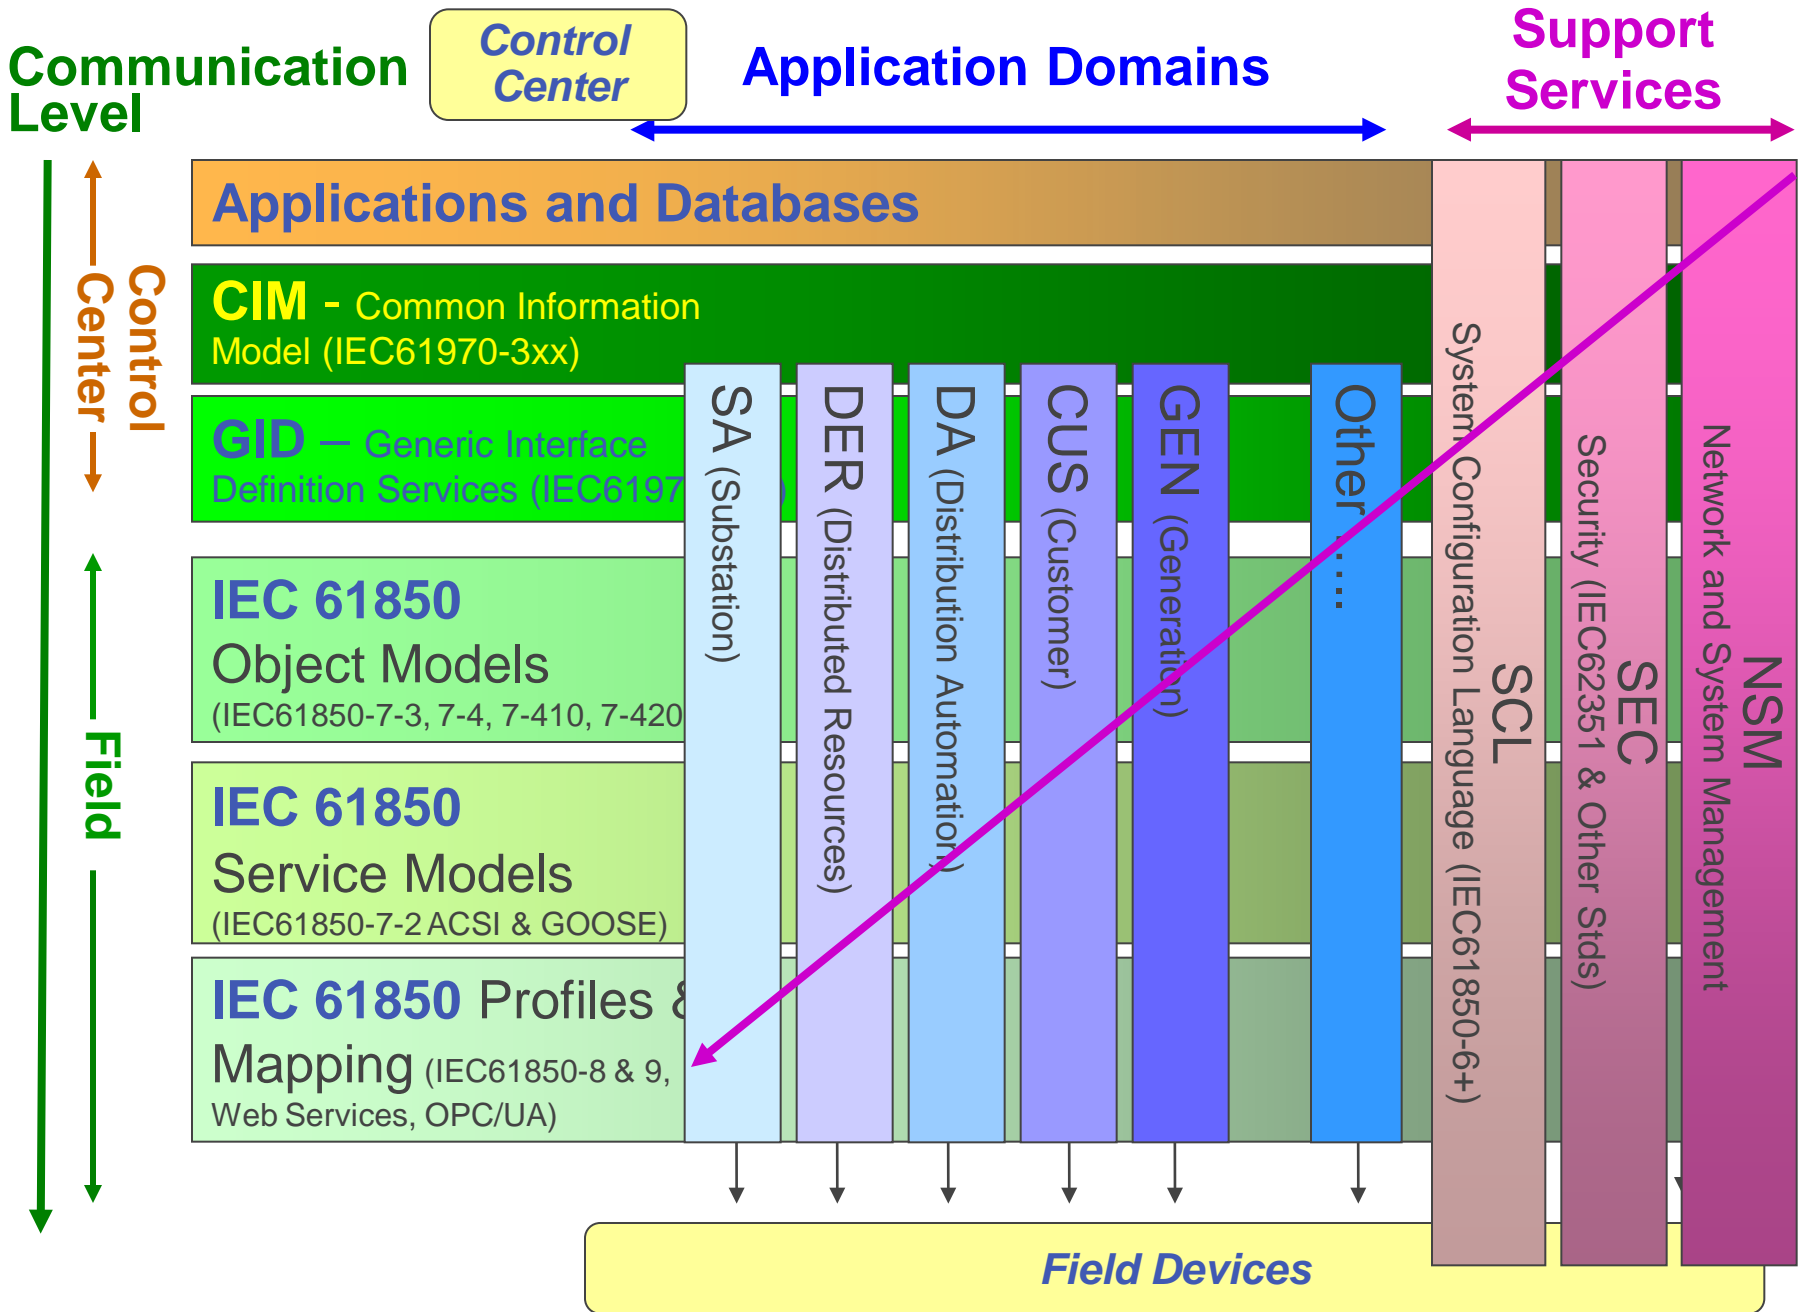 Communication
Level
Control
Center
Application Domains
Support
Services
Control
Center
Field
Applications and Databases
CIM - Common Information
Model (IEC61970-3xx)
GID – Generic Interface
Definition Services (IEC6197 )
IEC 61850
Object Models
(IEC61850-7-3, 7-4, 7-410, 7-420
IEC 61850
Service Models
(IEC61850-7-2 ACSI & GOOSE)
IEC 61850 Profiles &
Mapping (IEC61850-8 & 9,
Web Services, OPC/UA)
SA (Substation)
DER (Distributed Resources)
DA (Distribution Automation)
CUS (Customer)
GEN (Generation)
Other .....
SCL
System Configuration Language (IEC61850-6+)
SEC
Security (IEC62351 & Other Stds)
NSM
Network and System Management
Field Devices